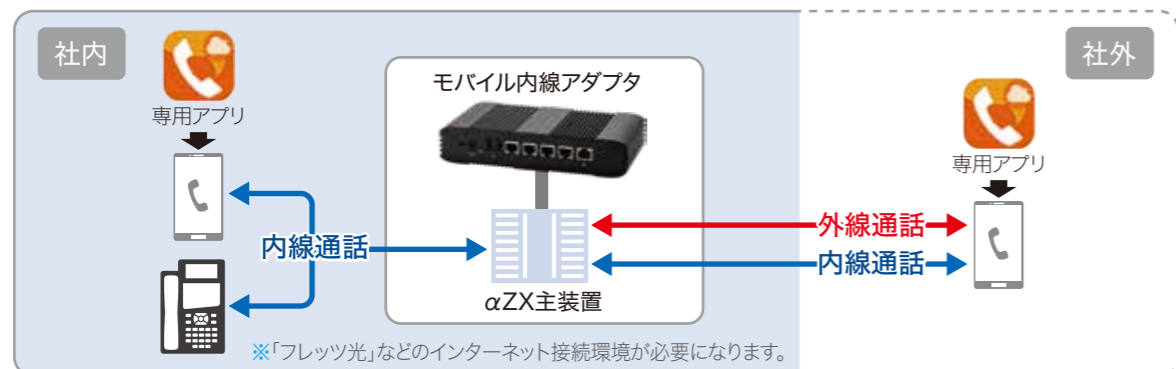 社内
社外
専用アプリ
モバイル内線アダプタ
専用アプリ
内線通話
外線通話
内線通話
αZX主装置
※「フレッツ光」などのインターネット接続環境が必要になります。